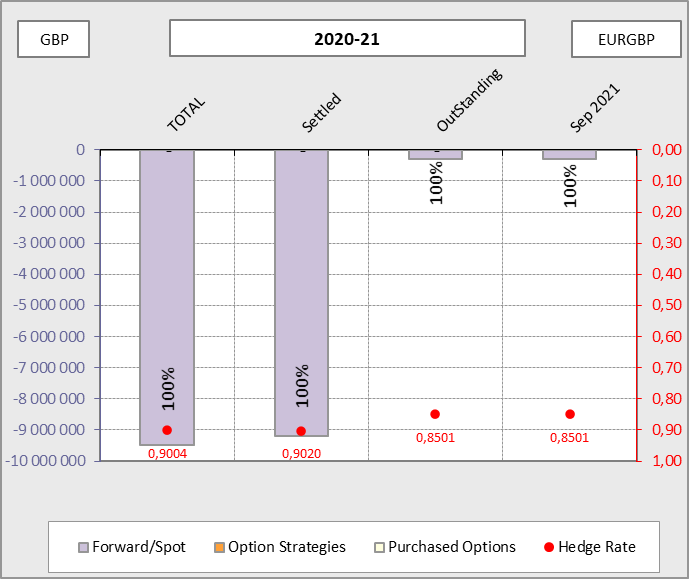 GBP
2020-21
EURGBP
TOTAL
Settled
OutStanding
Sep 2021
0
-1 000 000
-2 000 000
-3 000 000
-4 000 000
-5 000 000
-6 000 000
-7 000 000
-8 000 000
-9 000 000
-10 000 000
0,00
0,10
0,20
0,30
0,40
0,50
0,60
0,70
0,80
0,90
1,00
100%
100%
100%
100%
0,9004
0,9020
0,8501
0,8501
Forward/Spot
Option Strategies
Purchased Options
Hedge Rate